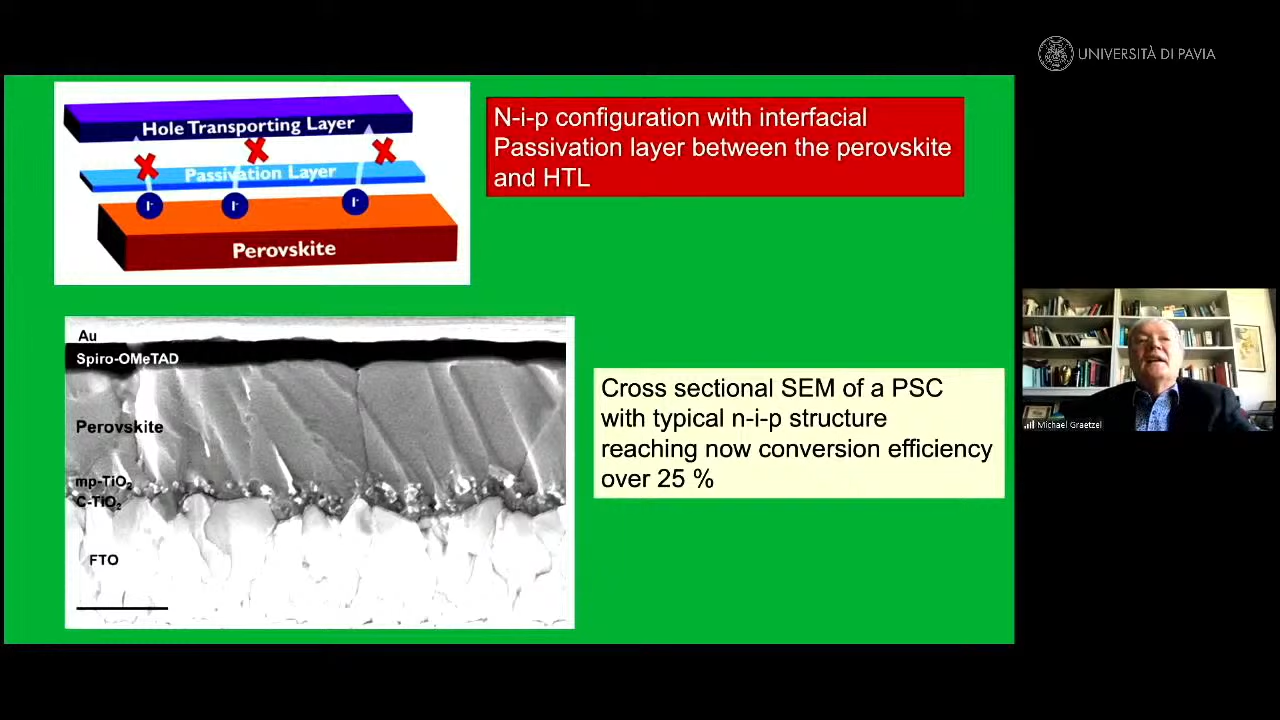 UNIVERSITÀ DI PAVIA
Hole Transporting Layer
Passivation Layer
I-
I-
I-
Perovskite
N-i-p configuration with interfacial
Passivation layer between the perovskite
and HTL
Au
Spiro-OMeTAD
Perovskite
mp-TiO₂
C-TiO₂
FTO
Cross sectional SEM of a PSC
with typical n-i-p structure
reaching now conversion efficiency
over 25 %
Michael Graetzel